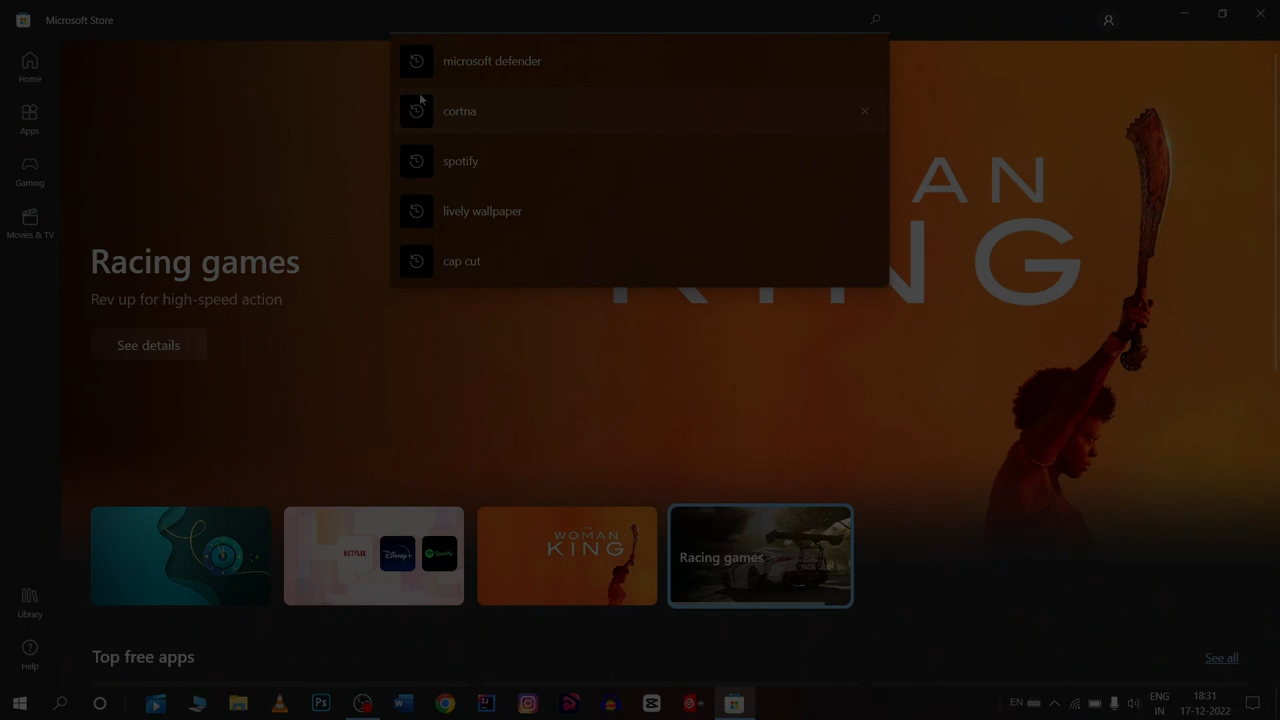 Microsoft Store
microsoft defender
cortna
spotify
lively wallpaper
cap cut
Home
Apps
Gaming
Movies & TV
AN
KING
Racing games
Rev up for high-speed action
See details
NETFLIX
Disney+
Spotify
THE
WOMAN
KING
Racing games
Library
Help
Top free apps
See all
Ps
W
EN
ENG
IN
18:31
17-12-2022